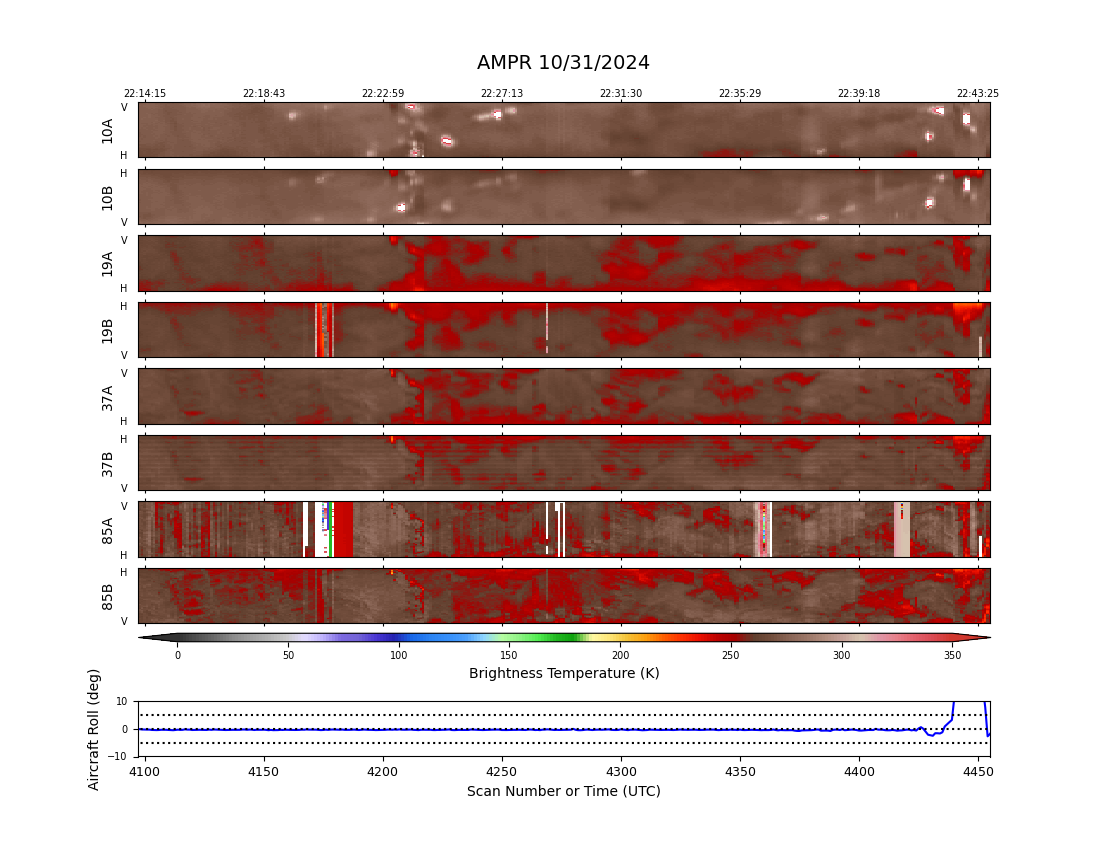 AMPR 10/31/2024
22:14:15 22:18:43 22:22:59 22:27:13 22:31:30 22:35:29 22:39:18 22:43:25
V
10A
H
H
10B
V
V
19A
H
H
19B
V
V
37A
H
H
37B
V
V
85A
H
H
85B
V
0 50 100 150 200 250 300 350
Brightness Temperature (K)
Aircraft Roll (deg)
10
0
−10
4100 4150 4200 4250 4300 4350 4400 4450
Scan Number or Time (UTC)